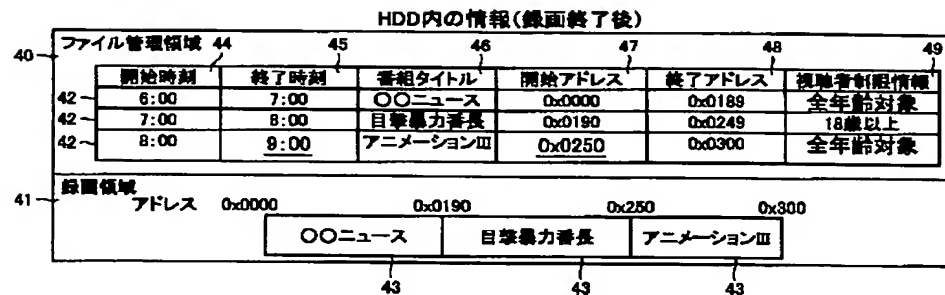 HDD内の情報(録画終了後)
40 ファイル管理領域 44 45 46 47 48 49
開始時刻 終了時刻 番組タイトル 開始アドレス 終了アドレス 視聴者制限情報
42 6:00 7:00 〇〇ニュース 0x0000 0x0189 全年齢対象
42 7:00 8:00 目撃暴力番長 0x0190 0x0249 18歳以上
42 8:00 9:00 アニメーションIII 0x0250 0x0300 全年齢対象
41 録画領域
アドレス 0x0000 0x0190 0x250 0x300
〇〇ニュース 目撃暴力番長 アニメーションIII
43 43 43